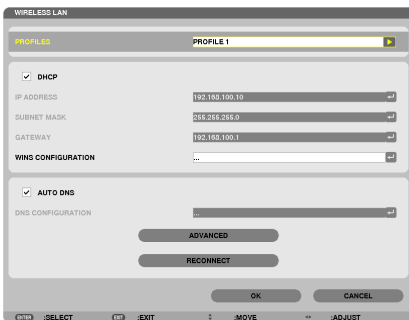 WIRELESS LAN
PROFILES PROFILE 1
DHCP
IP ADDRESS 192.168.100.10
SUBNET MASK 255.255.255.0
GATEWAY 192.168.100.1
WINS CONFIGURATION ...
AUTO DNS
DNS CONFIGURATION ...
ADVANCED
RECONNECT
OK CANCEL
ENTER :SELECT EXIT :EXIT :MOVE :ADJUST